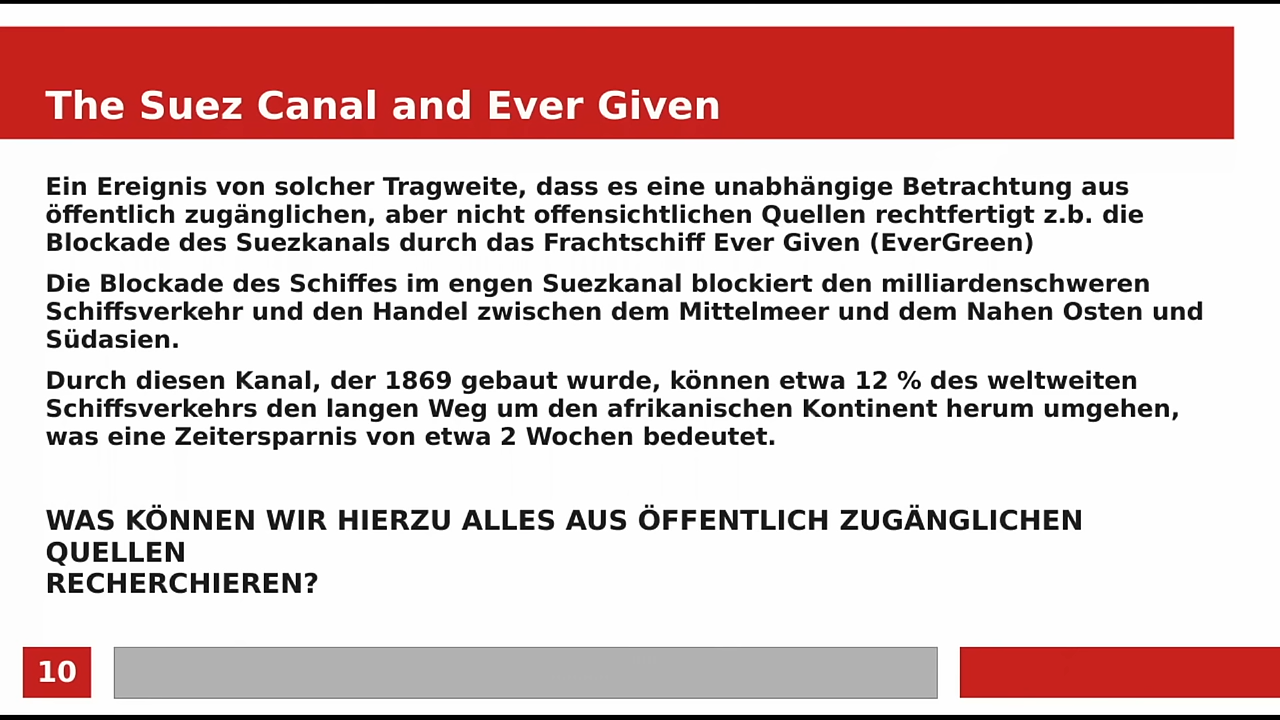 The Suez Canal and Ever Given
Ein Ereignis von solcher Tragweite, dass es eine unabhängige Betrachtung aus
öffentlich zugänglichen, aber nicht offensichtlichen Quellen rechtfertigt z.b. die
Blockade des Suezkanals durch das Frachtschiff Ever Given (EverGreen)
Die Blockade des Schiffes im engen Suezkanal blockiert den milliardenschweren
Schiffsverkehr und den Handel zwischen dem Mittelmeer und dem Nahen Osten und
Südasien.
Durch diesen Kanal, der 1869 gebaut wurde, können etwa 12 % des weltweiten
Schiffsverkehrs den langen Weg um den afrikanischen Kontinent herum umgehen,
was eine Zeitersparnis von etwa 2 Wochen bedeutet.
WAS KÖNNEN WIR HIERZU ALLES AUS ÖFFENTLICH ZUGÄNGLICHEN
QUELLEN
RECHERCHIEREN?
10